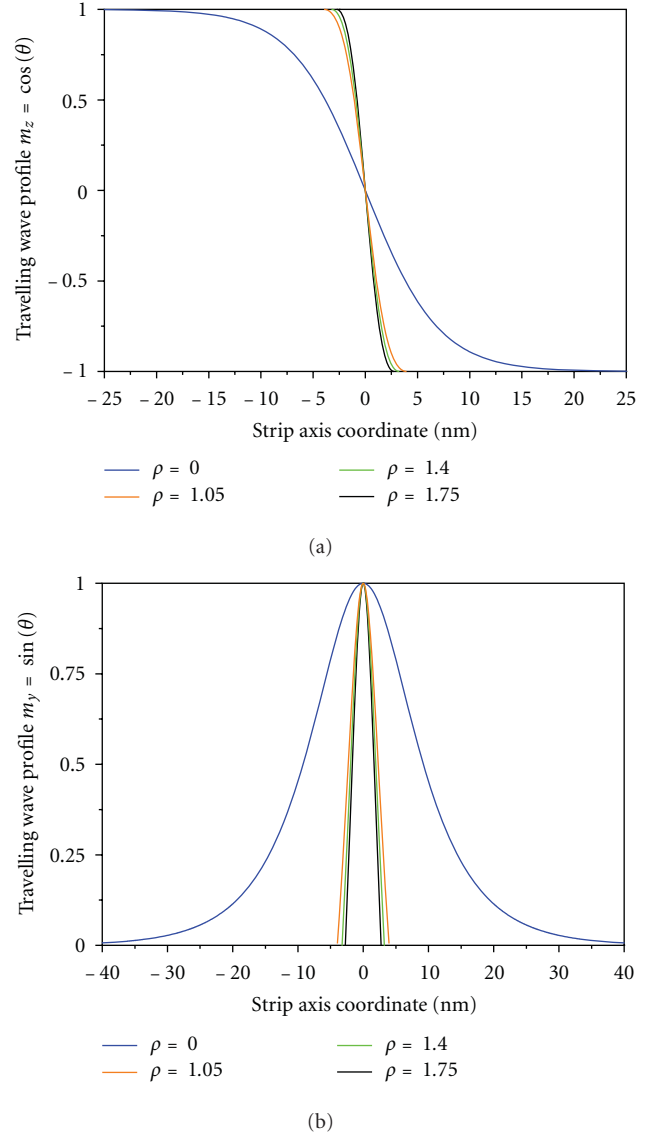 Travelling wave profile m_z = cos (θ)
1
0.5
0
− 0.5
− 1
− 25 − 20 − 15 − 10 − 5 0 5 10 15 20 25
Strip axis coordinate (nm)
ρ = 0 ρ = 1.4
ρ = 1.05 ρ = 1.75
(a)
Travelling wave profile m_y = sin (θ)
1
0.75
0.5
0.25
0
− 40 − 30 − 20 − 10 0 10 20 30 40
Strip axis coordinate (nm)
ρ = 0 ρ = 1.4
ρ = 1.05 ρ = 1.75
(b)